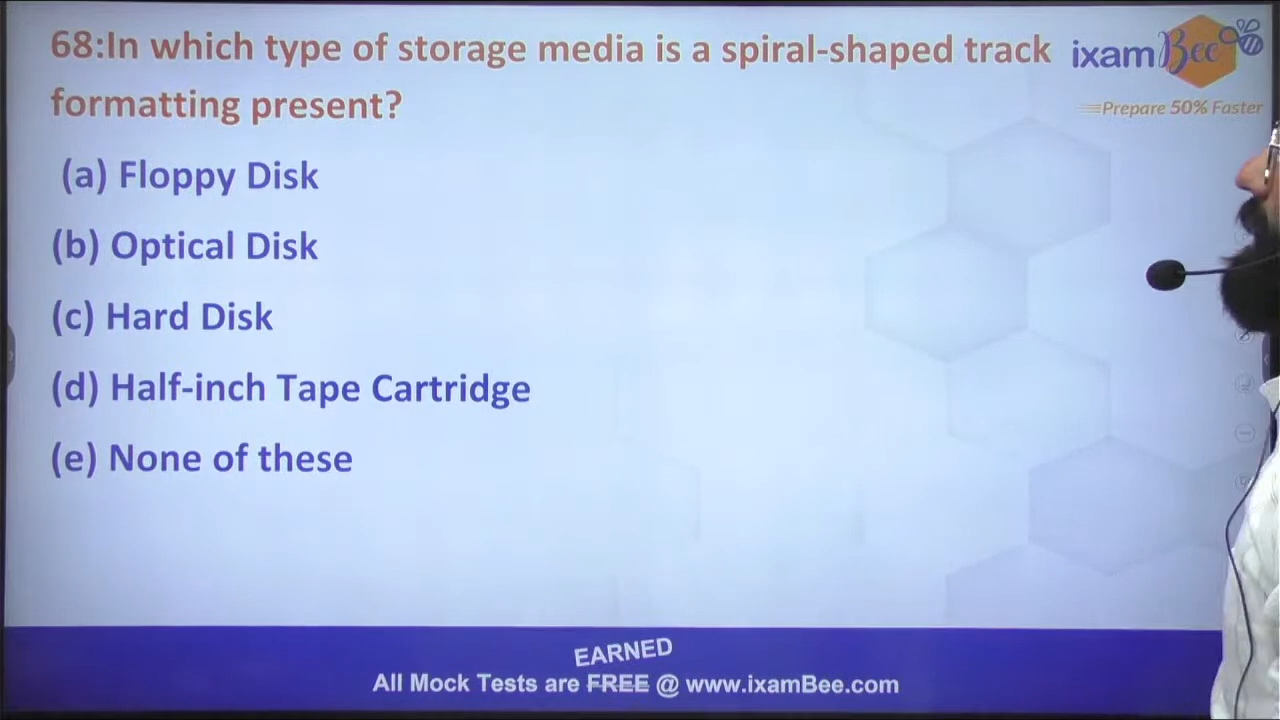 68:In which type of storage media is a spiral-shaped track
formatting present?
ixamBee
Prepare 50% Faster
(a) Floppy Disk
(b) Optical Disk
(c) Hard Disk
(d) Half-inch Tape Cartridge
(e) None of these
EARNED
All Mock Tests are FREE @ www.ixamBee.com